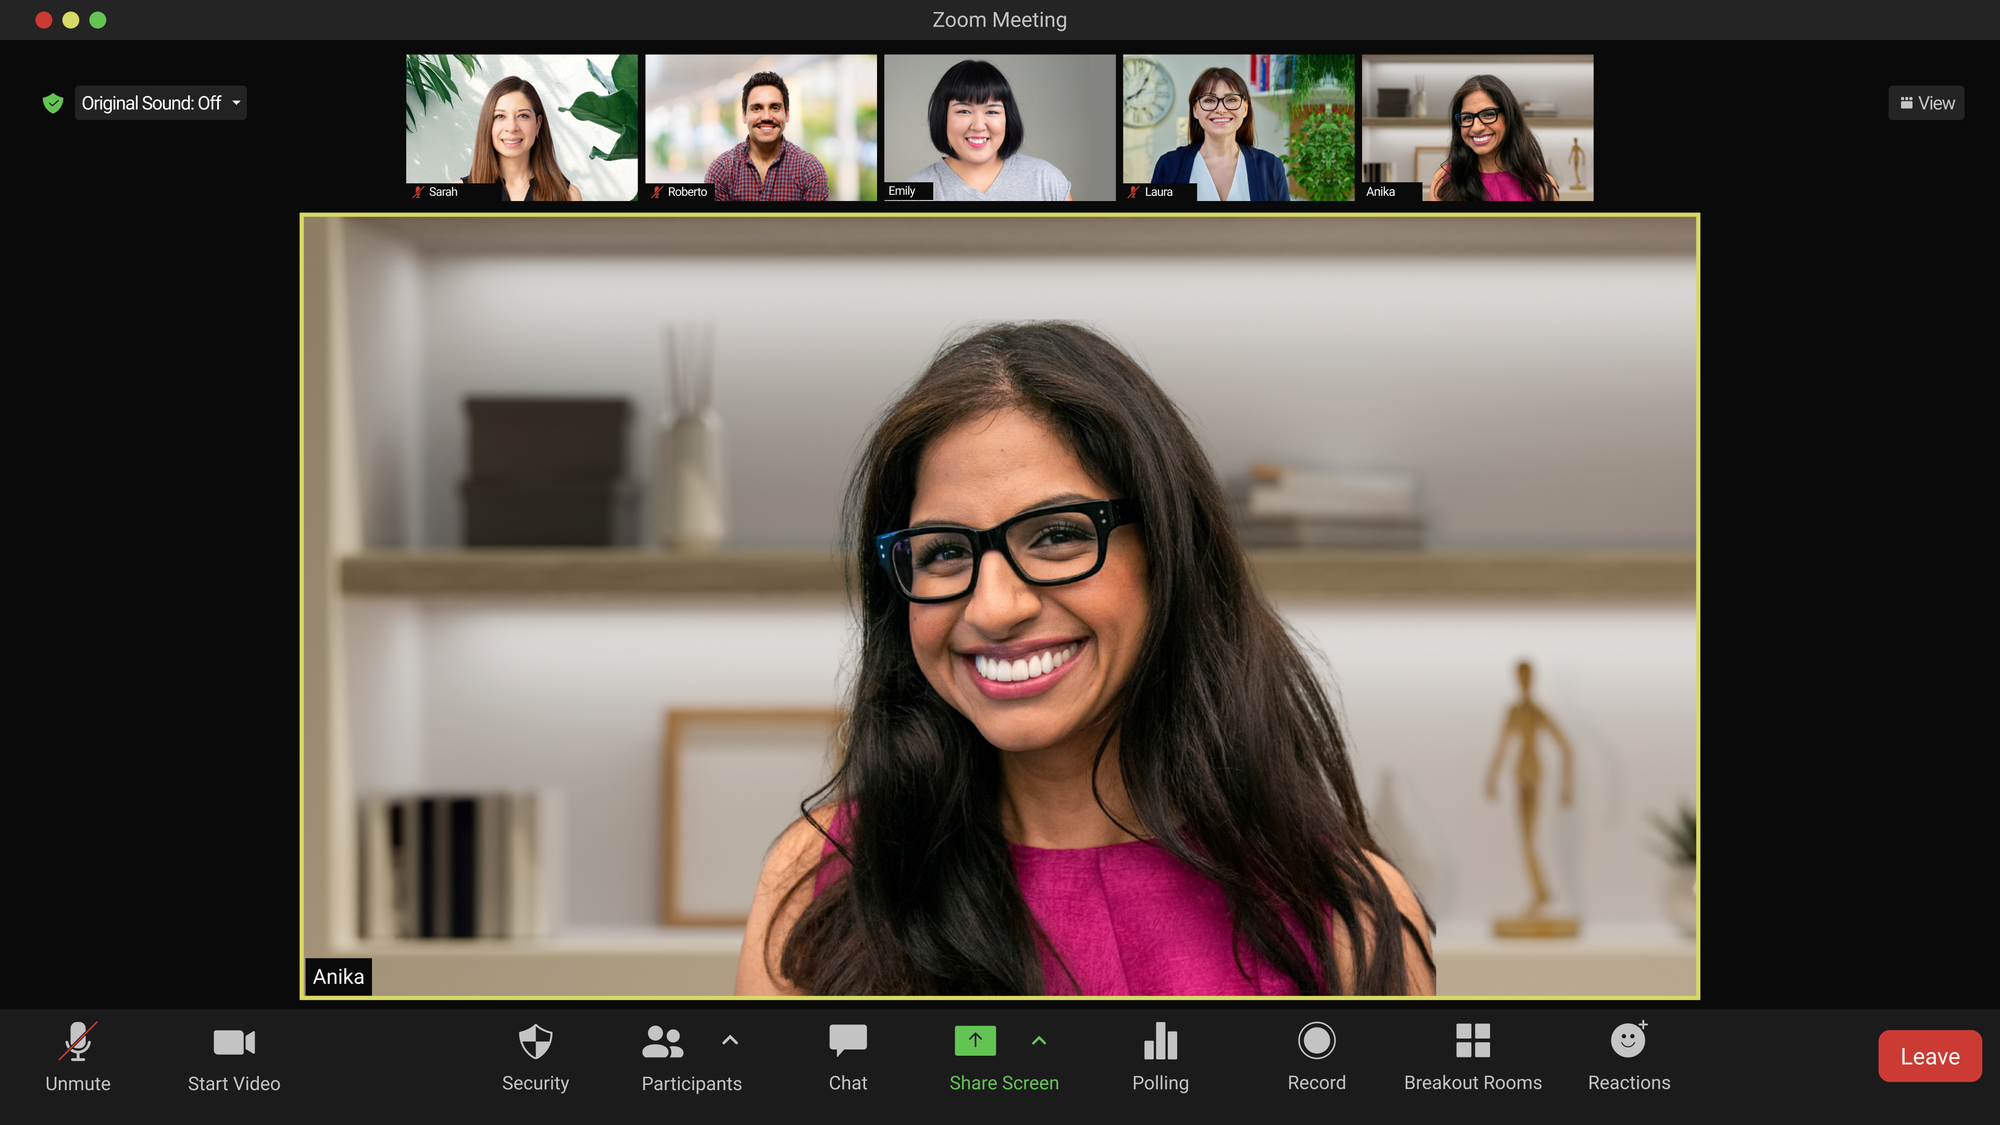 Zoom Meeting
Original Sound: Off
View
Sarah
Roberto
Emily
Laura
Anika
Anika
Unmute
Start Video
Security
Participants
Chat
Share Screen
Polling
Record
Breakout Rooms
Reactions
Leave